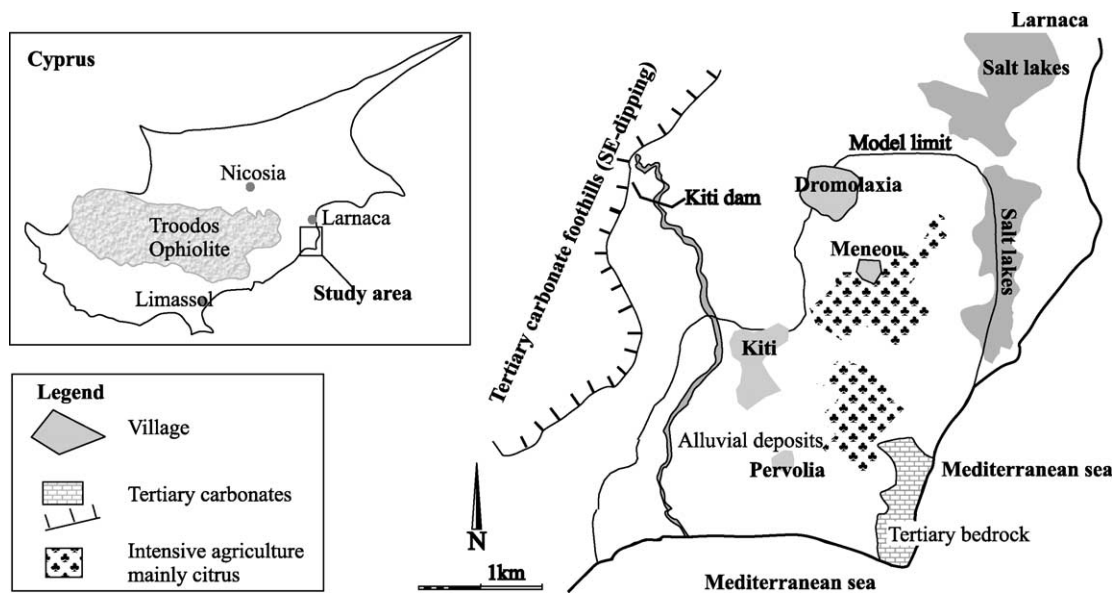 Cyprus
Nicosia
Larnaca
Troodos
Ophiolite
Study area
Limassol
Legend
Village
Tertiary carbonates
Intensive agriculture
mainly citrus
Larnaca
Salt lakes
Model limit
Tertiary carbonate foothills (SE-dipping)
Dromolaxia
Kiti dam
Meneou
Salt lakes
Kiti
Alluvial deposits
Pervolia
Mediterranean sea
Tertiary bedrock
N
1km
Mediterranean sea